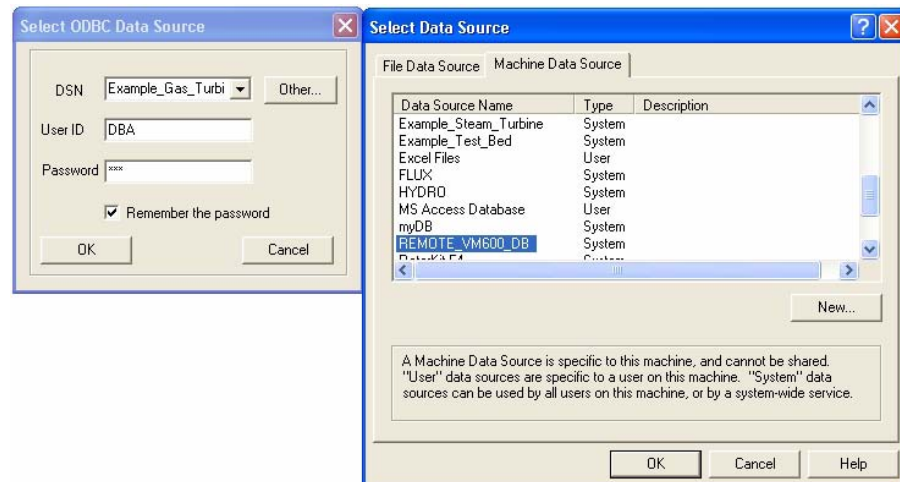 Select ODBC Data Source
DSN Example_Gas_Turbi Other...
User ID DBA
Password ×××
Remember the password
OK Cancel
Select Data Source
File Data Source Machine Data Source
Data Source Name Type Description
Example_Steam_Turbine System
Example_Test_Bed System
Excel Files User
FLUX System
HYDRO System
MS Access Database User
myDB System
REMOTE_VM600_DB System
New...
A Machine Data Source is specific to this machine, and cannot be shared.
"User" data sources are specific to a user on this machine. "System" data
sources can be used by all users on this machine, or by a system-wide service.
OK Cancel Help